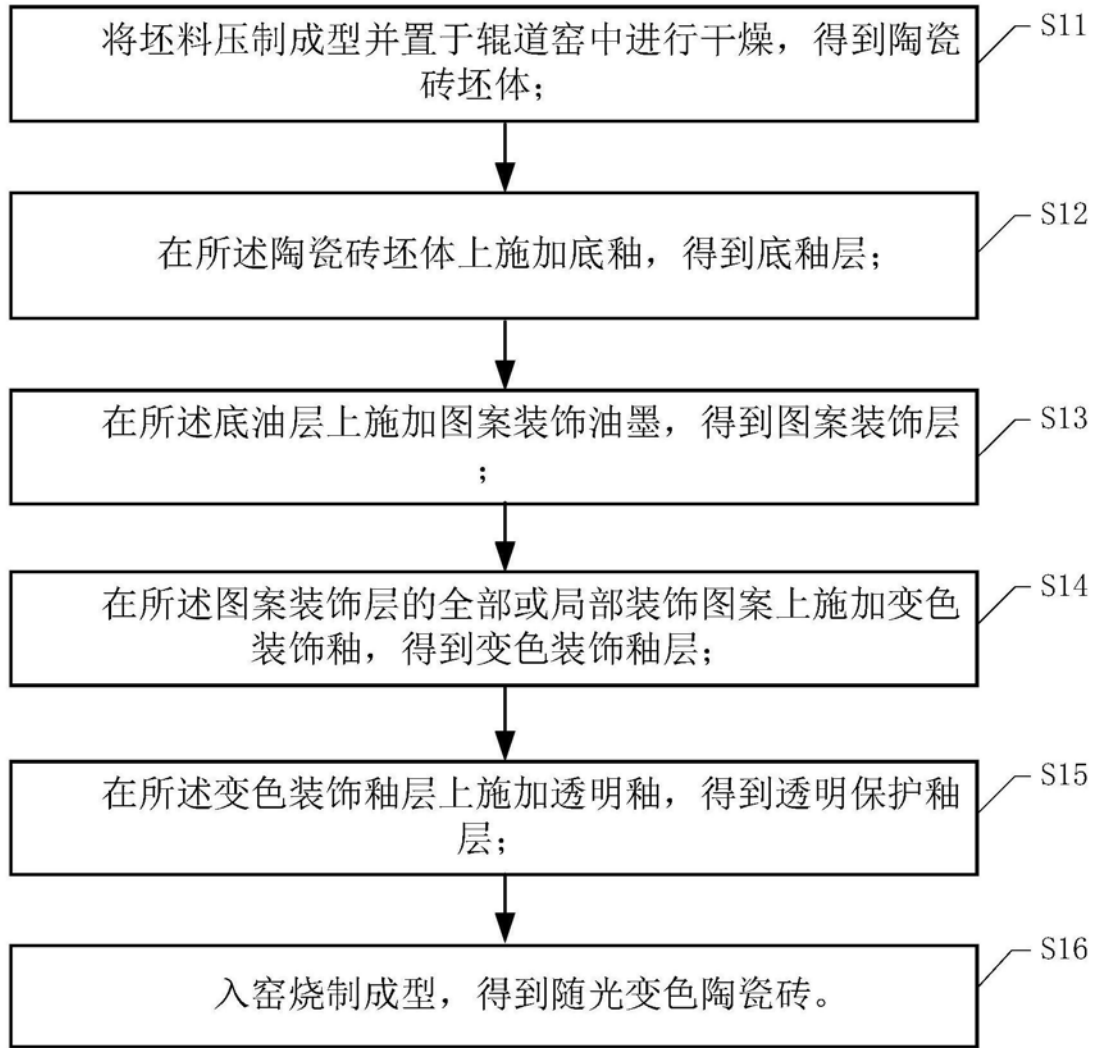 将坯料压制成型并置于辊道窑中进行干燥，得到陶瓷
砖坯体；
S11
在所述陶瓷砖坯体上施加底釉，得到底釉层；
S12
在所述底油层上施加图案装饰油墨，得到图案装饰层
；
S13
在所述图案装饰层的全部或局部装饰图案上施加变色
装饰釉，得到变色装饰釉层；
S14
在所述变色装饰釉层上施加透明釉，得到透明保护釉
层；
S15
入窑烧制成型，得到随光变色陶瓷砖。
S16